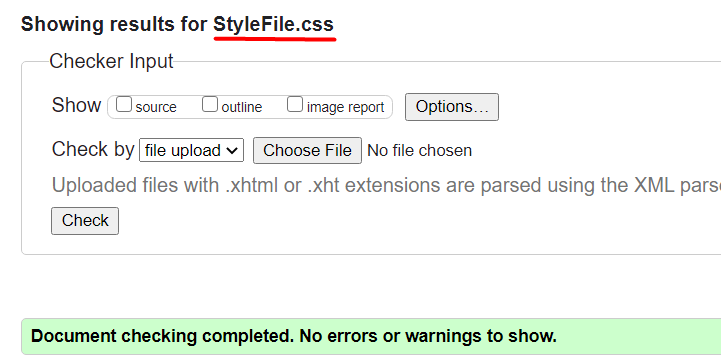 Showing results for StyleFile.css
Checker Input
Show source outline image report Options...
Check by file upload Choose File No file chosen
Uploaded files with .xhtml or .xht extensions are parsed using the XML
Check
Document checking completed. No errors or warnings to show.